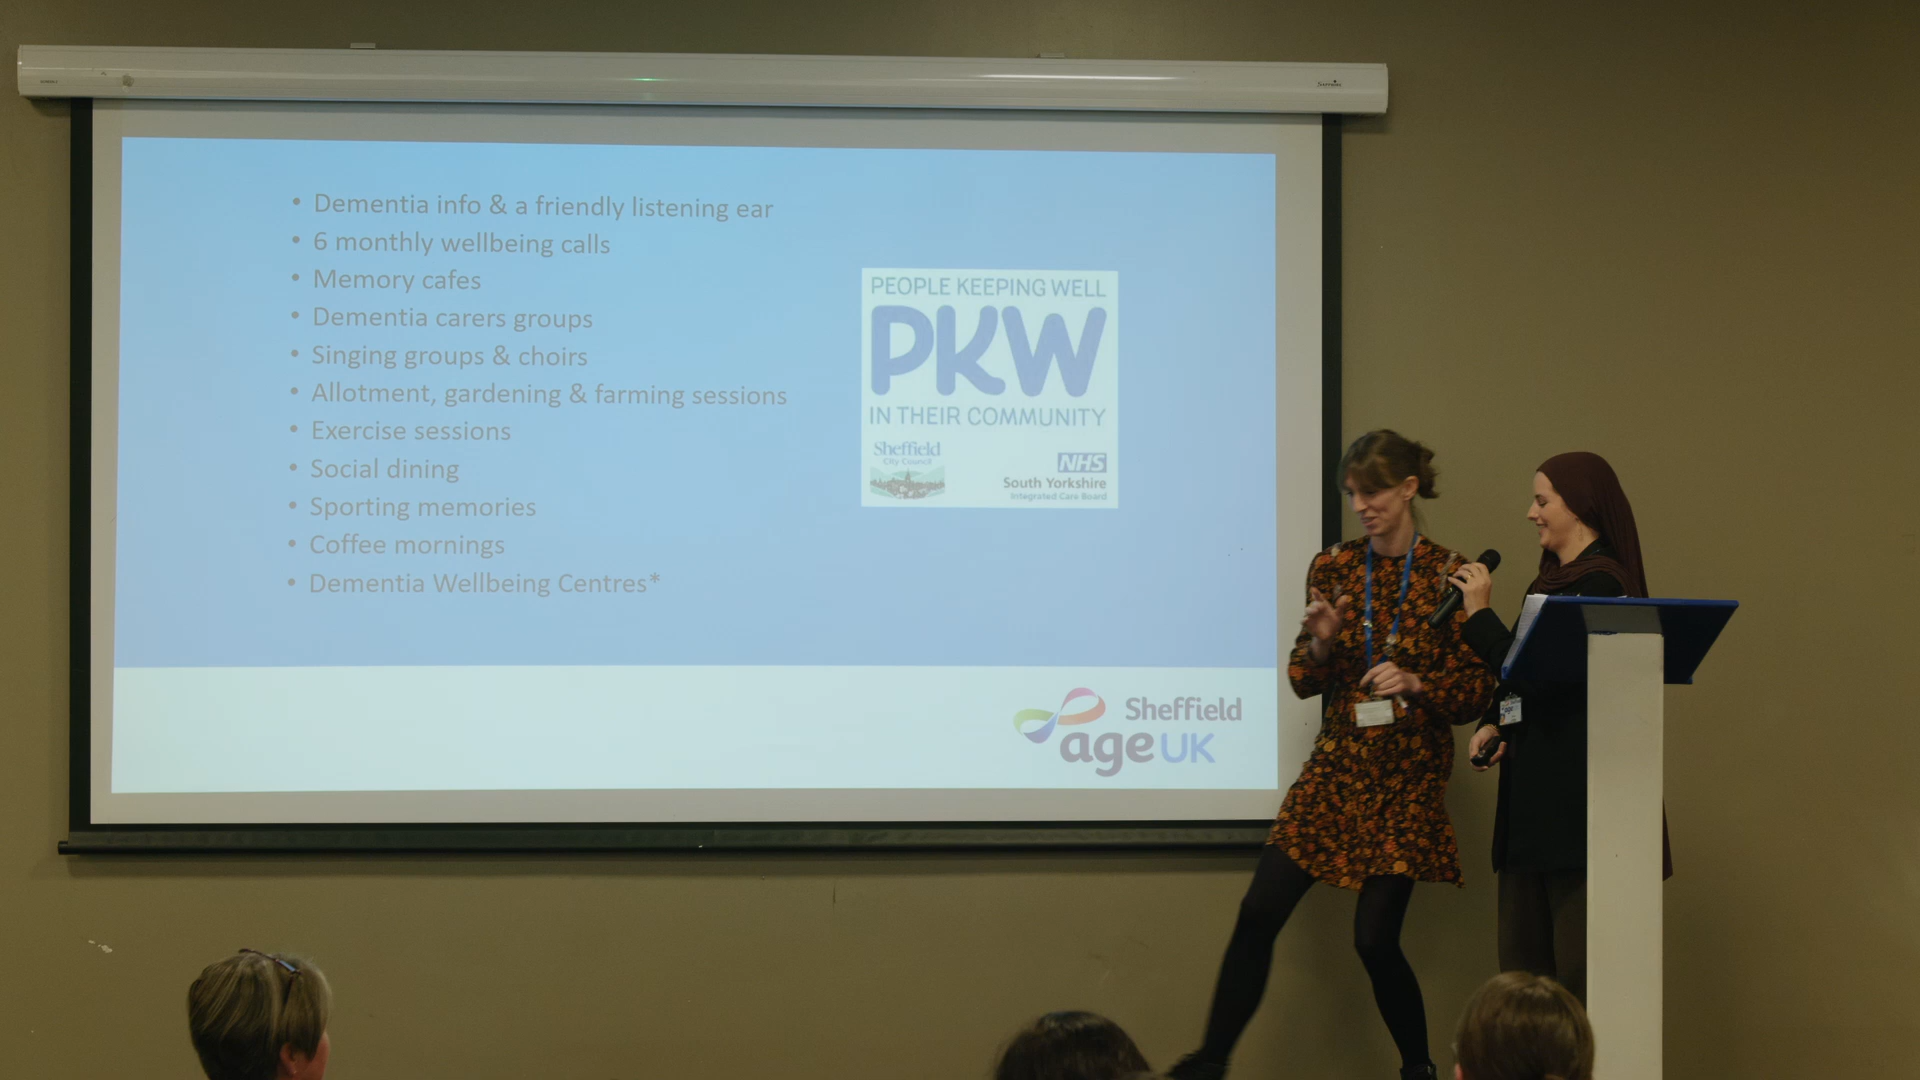 • Dementia info & a friendly listening ear
• 6 monthly wellbeing calls
• Memory cafes
• Dementia carers groups
• Singing groups & choirs
• Allotment, gardening & farming sessions
• Exercise sessions
• Social dining
• Sporting memories
• Coffee mornings
• Dementia Wellbeing Centres*
PEOPLE KEEPING WELL
PKW
IN THEIR COMMUNITY
Sheffield
City Council
NHS
South Yorkshire
Integrated Care Board
Sheffield
age UK